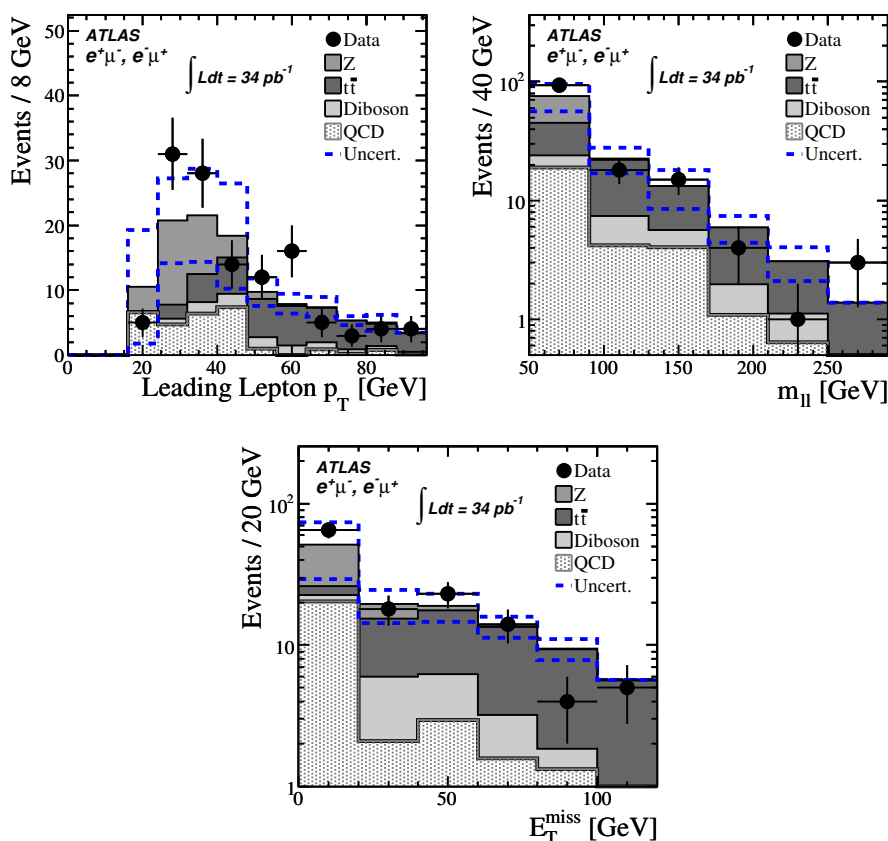 ATLAS
e⁺μ⁻, e⁻μ⁺
∫ Ldt = 34 pb⁻¹
Data
Z
tt̄
Diboson
QCD
Uncert.
Events / 8 GeV
50
40
30
20
10
0
0 20 40 60 80
Leading Lepton p_T [GeV]
ATLAS
e⁺μ⁻, e⁻μ⁺
∫ Ldt = 34 pb⁻¹
Data
Z
tt̄
Diboson
QCD
Uncert.
Events / 40 GeV
10²
10
1
50 100 150 200 250
m_ll [GeV]
ATLAS
e⁺μ⁻, e⁻μ⁺
∫ Ldt = 34 pb⁻¹
Data
Z
tt̄
Diboson
QCD
Uncert.
Events / 20 GeV
10²
10
1
0 50 100
E_T^miss [GeV]